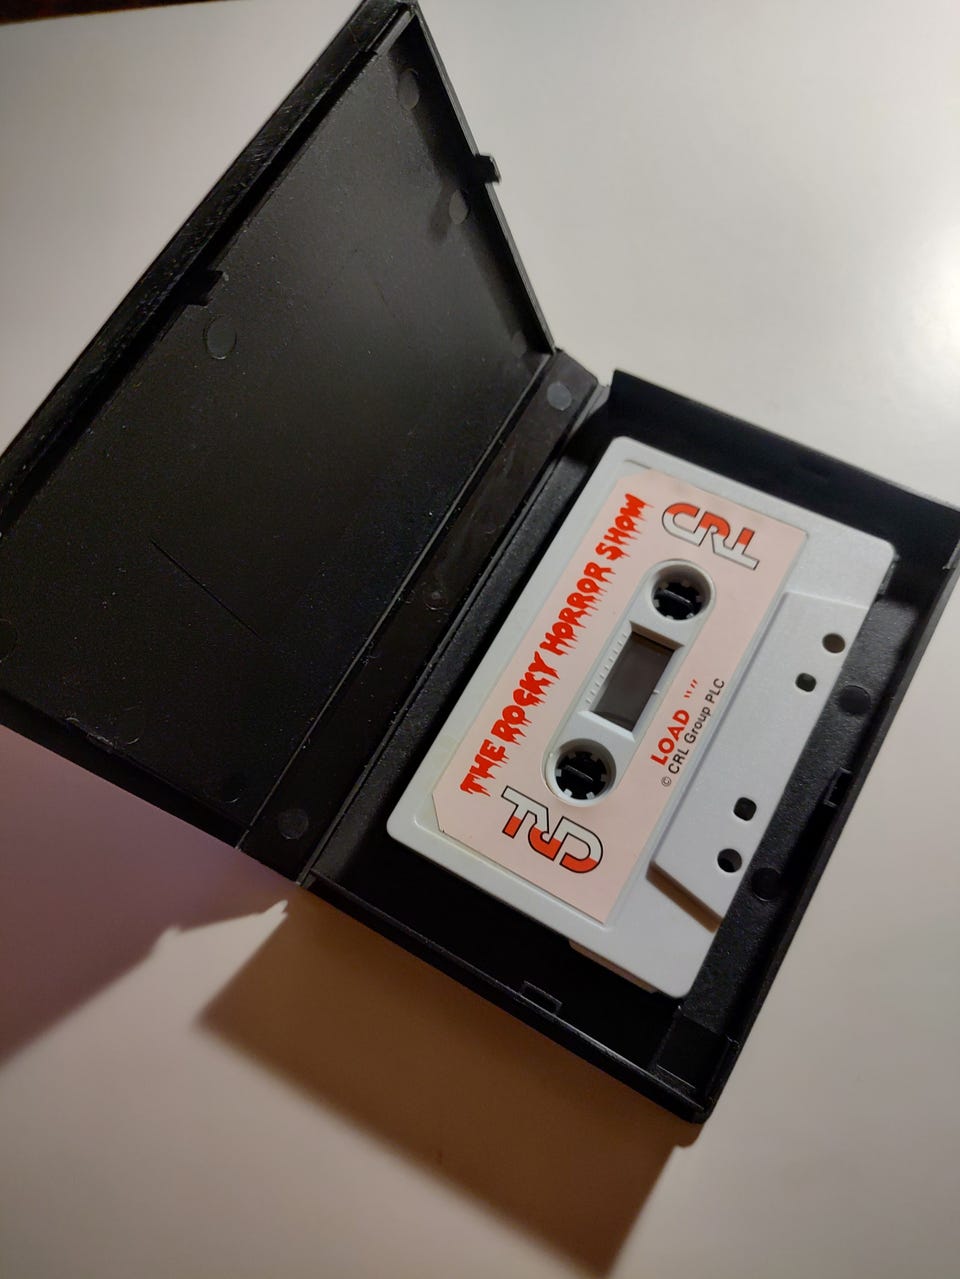 CRL
THE ROCKY HORROR SHOW
LOAD ""
© CRL Group PLC
CRL